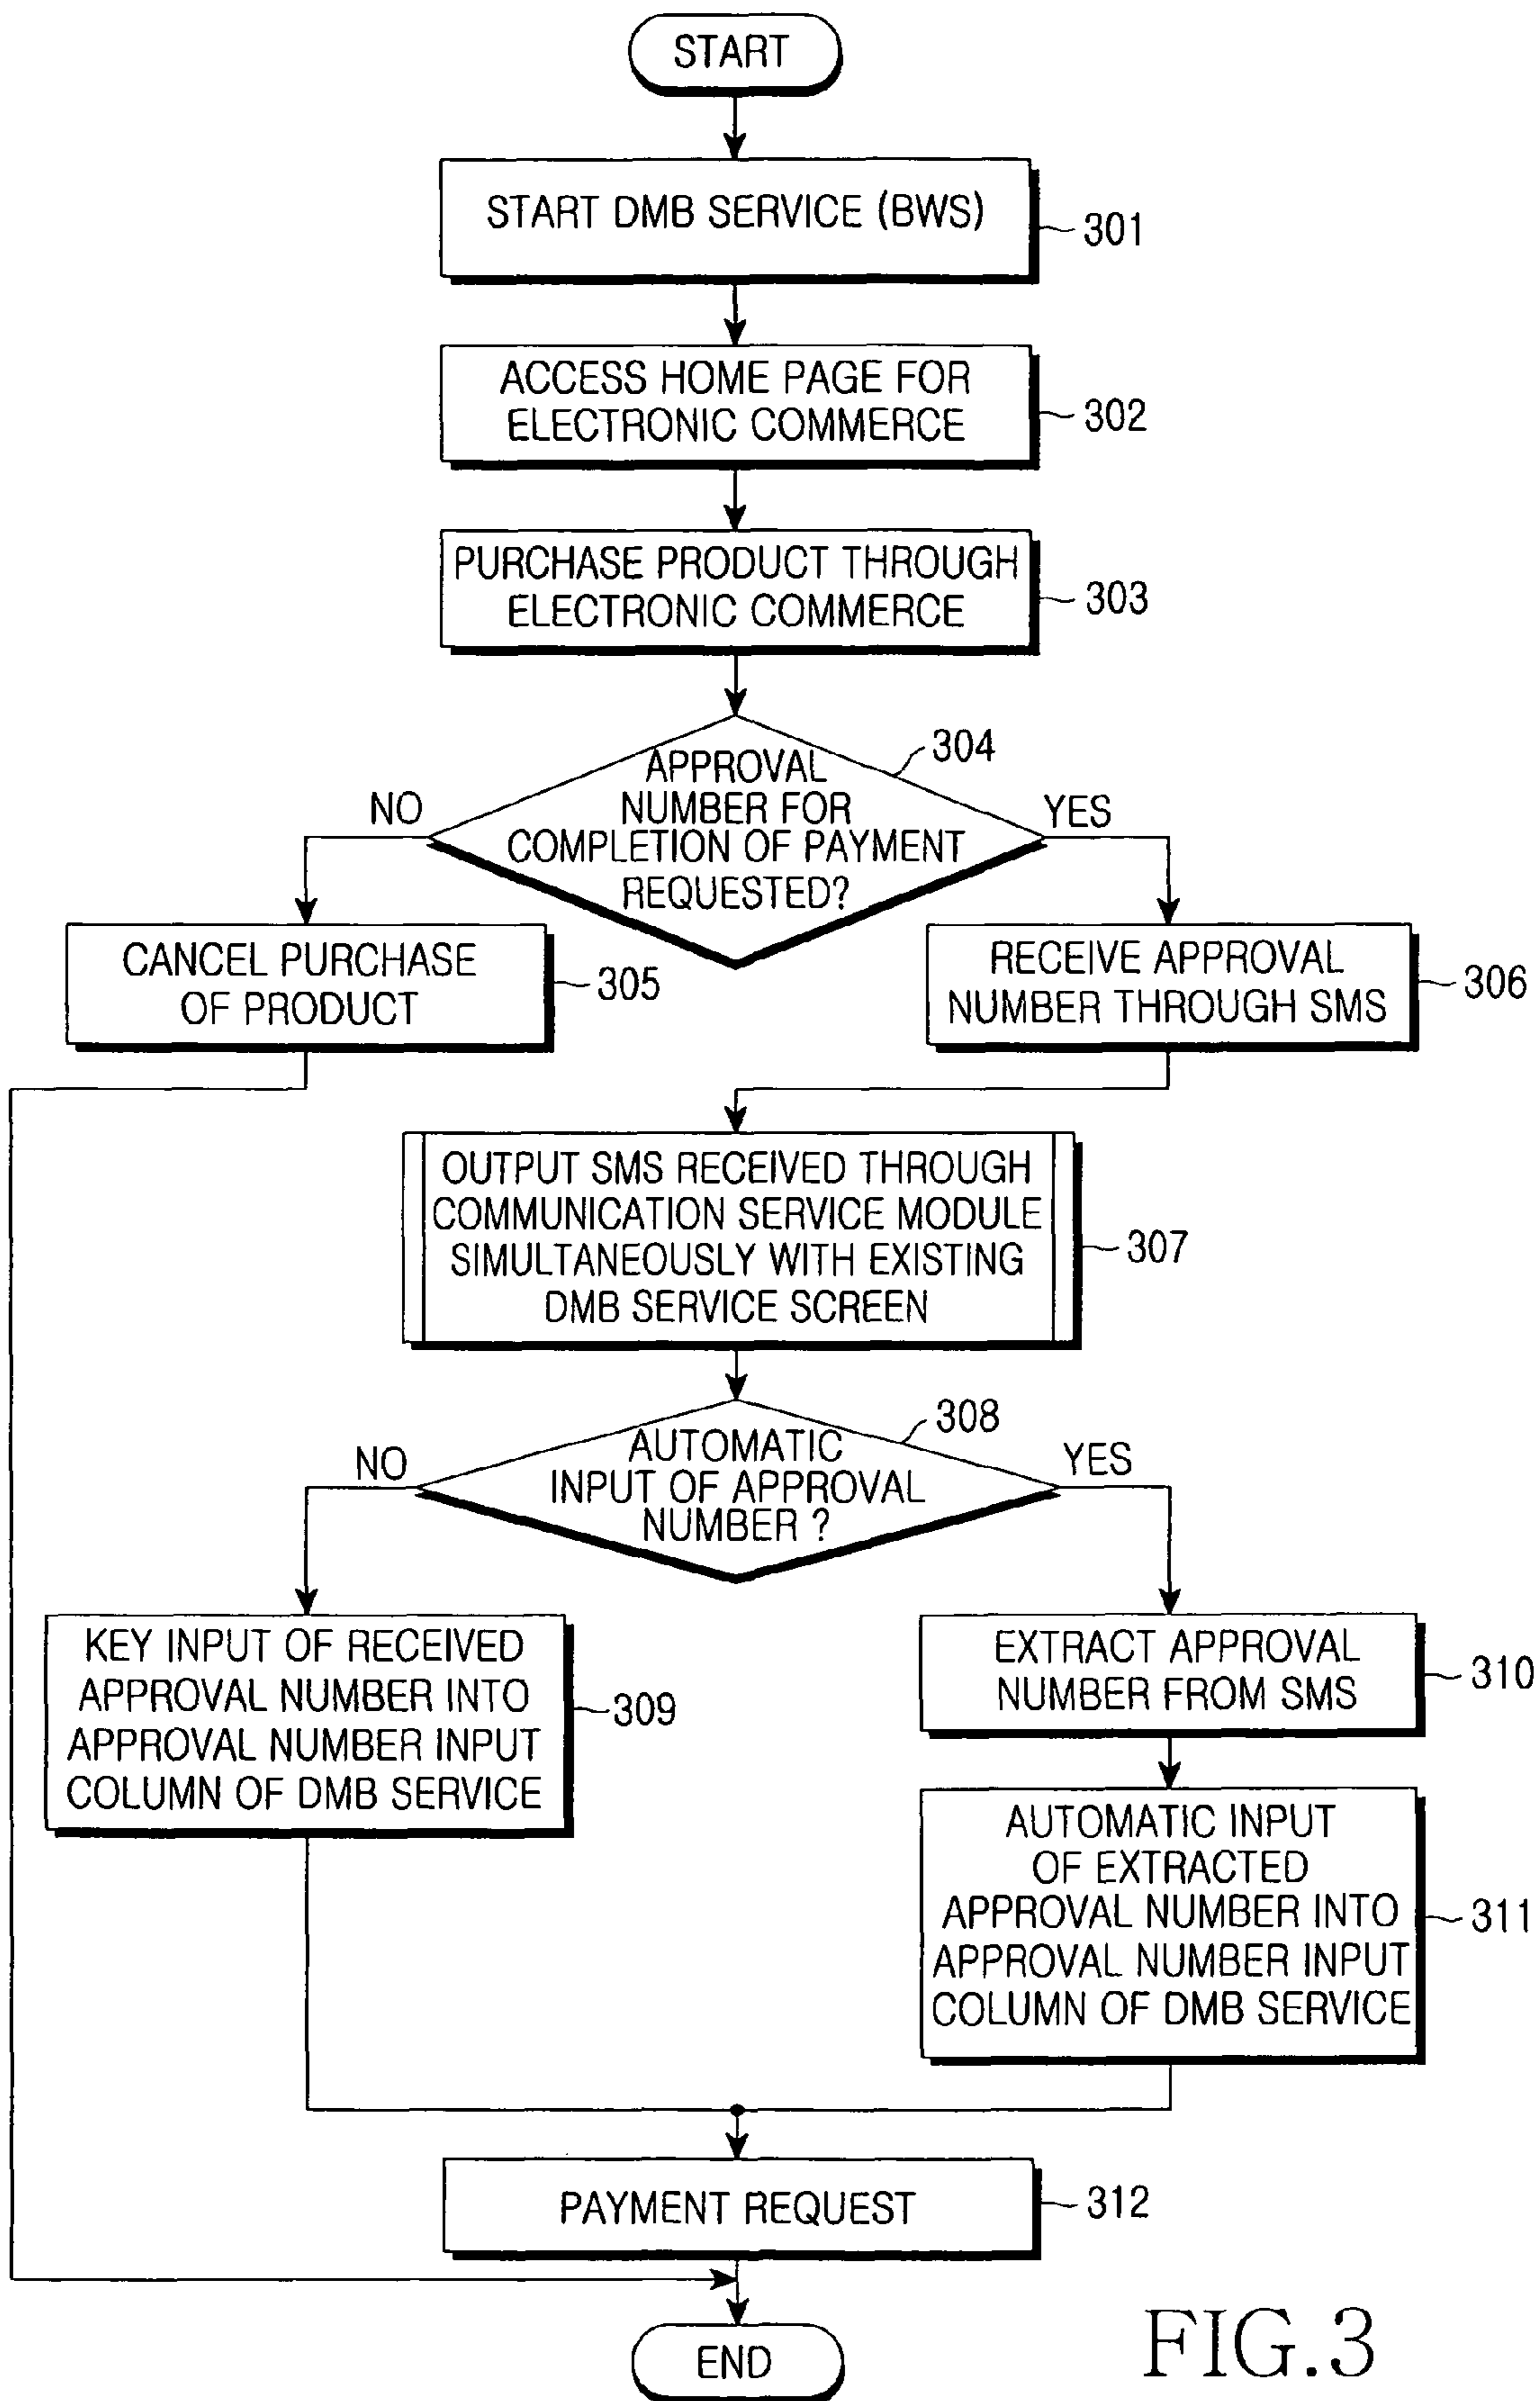 START
START DMB SERVICE (BWS)
301
ACCESS HOME PAGE FOR
ELECTRONIC COMMERCE
302
PURCHASE PRODUCT THROUGH
ELECTRONIC COMMERCE
303
304
APPROVAL
NUMBER FOR
COMPLETION OF PAYMENT
REQUESTED?
NO
YES
CANCEL PURCHASE
OF PRODUCT
305
RECEIVE APPROVAL
NUMBER THROUGH SMS
306
OUTPUT SMS RECEIVED THROUGH
COMMUNICATION SERVICE MODULE
SIMULTANEOUSLY WITH EXISTING
DMB SERVICE SCREEN
307
308
AUTOMATIC
INPUT OF APPROVAL
NUMBER ?
NO
YES
KEY INPUT OF RECEIVED
APPROVAL NUMBER INTO
APPROVAL NUMBER INPUT
COLUMN OF DMB SERVICE
309
EXTRACT APPROVAL
NUMBER FROM SMS
310
AUTOMATIC INPUT
OF EXTRACTED
APPROVAL NUMBER INTO
APPROVAL NUMBER INPUT
COLUMN OF DMB SERVICE
311
PAYMENT REQUEST
312
END
FIG.3